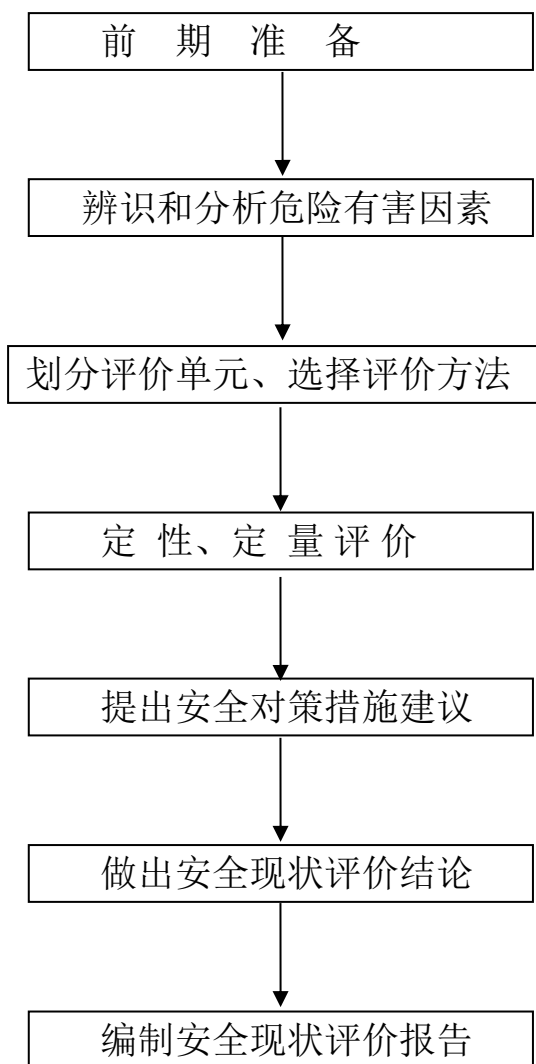 前 期 准 备
辨识和分析危险有害因素
划分评价单元、选择评价方法
定 性、定 量 评 价
提出安全对策措施建议
做出安全现状评价结论
编制安全现状评价报告